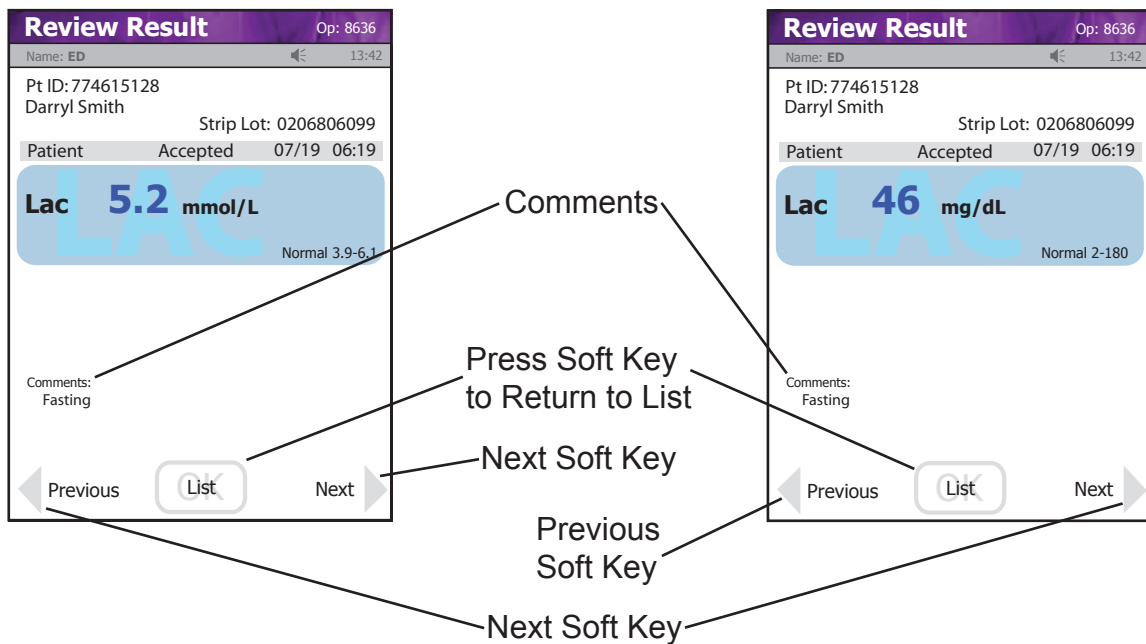 Review Result Op: 8636
Name: ED 13:42
Pt ID: 774615128
Darryl Smith
Strip Lot: 0206806099
Patient Accepted 07/19 06:19
LAC
Lac 5.2 mmol/L
Normal 3.9-6.1
Comments:
Fasting
Previous OK List Next
Comments
Press Soft Key
to Return to List
Next Soft Key
Previous
Soft Key
Next Soft Key
Review Result Op: 8636
Name: ED 13:42
Pt ID: 774615128
Darryl Smith
Strip Lot: 0206806099
Patient Accepted 07/19 06:19
LAC
Lac 46 mg/dL
Normal 2-180
Comments:
Fasting
Previous OK List Next